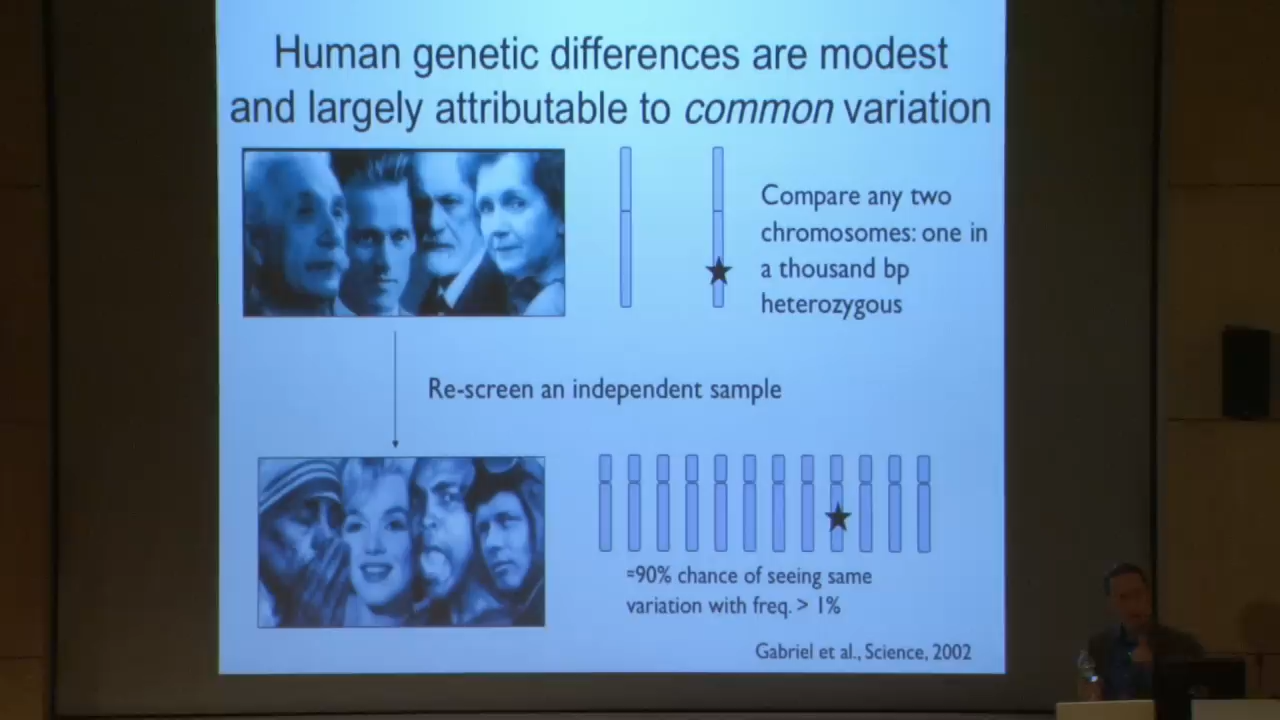 Human genetic differences are modest
and largely attributable to common variation
Compare any two
chromosomes: one in
a thousand bp
heterozygous
Re-screen an independent sample
=90% chance of seeing same
variation with freq. > 1%
Gabriel et al., Science, 2002